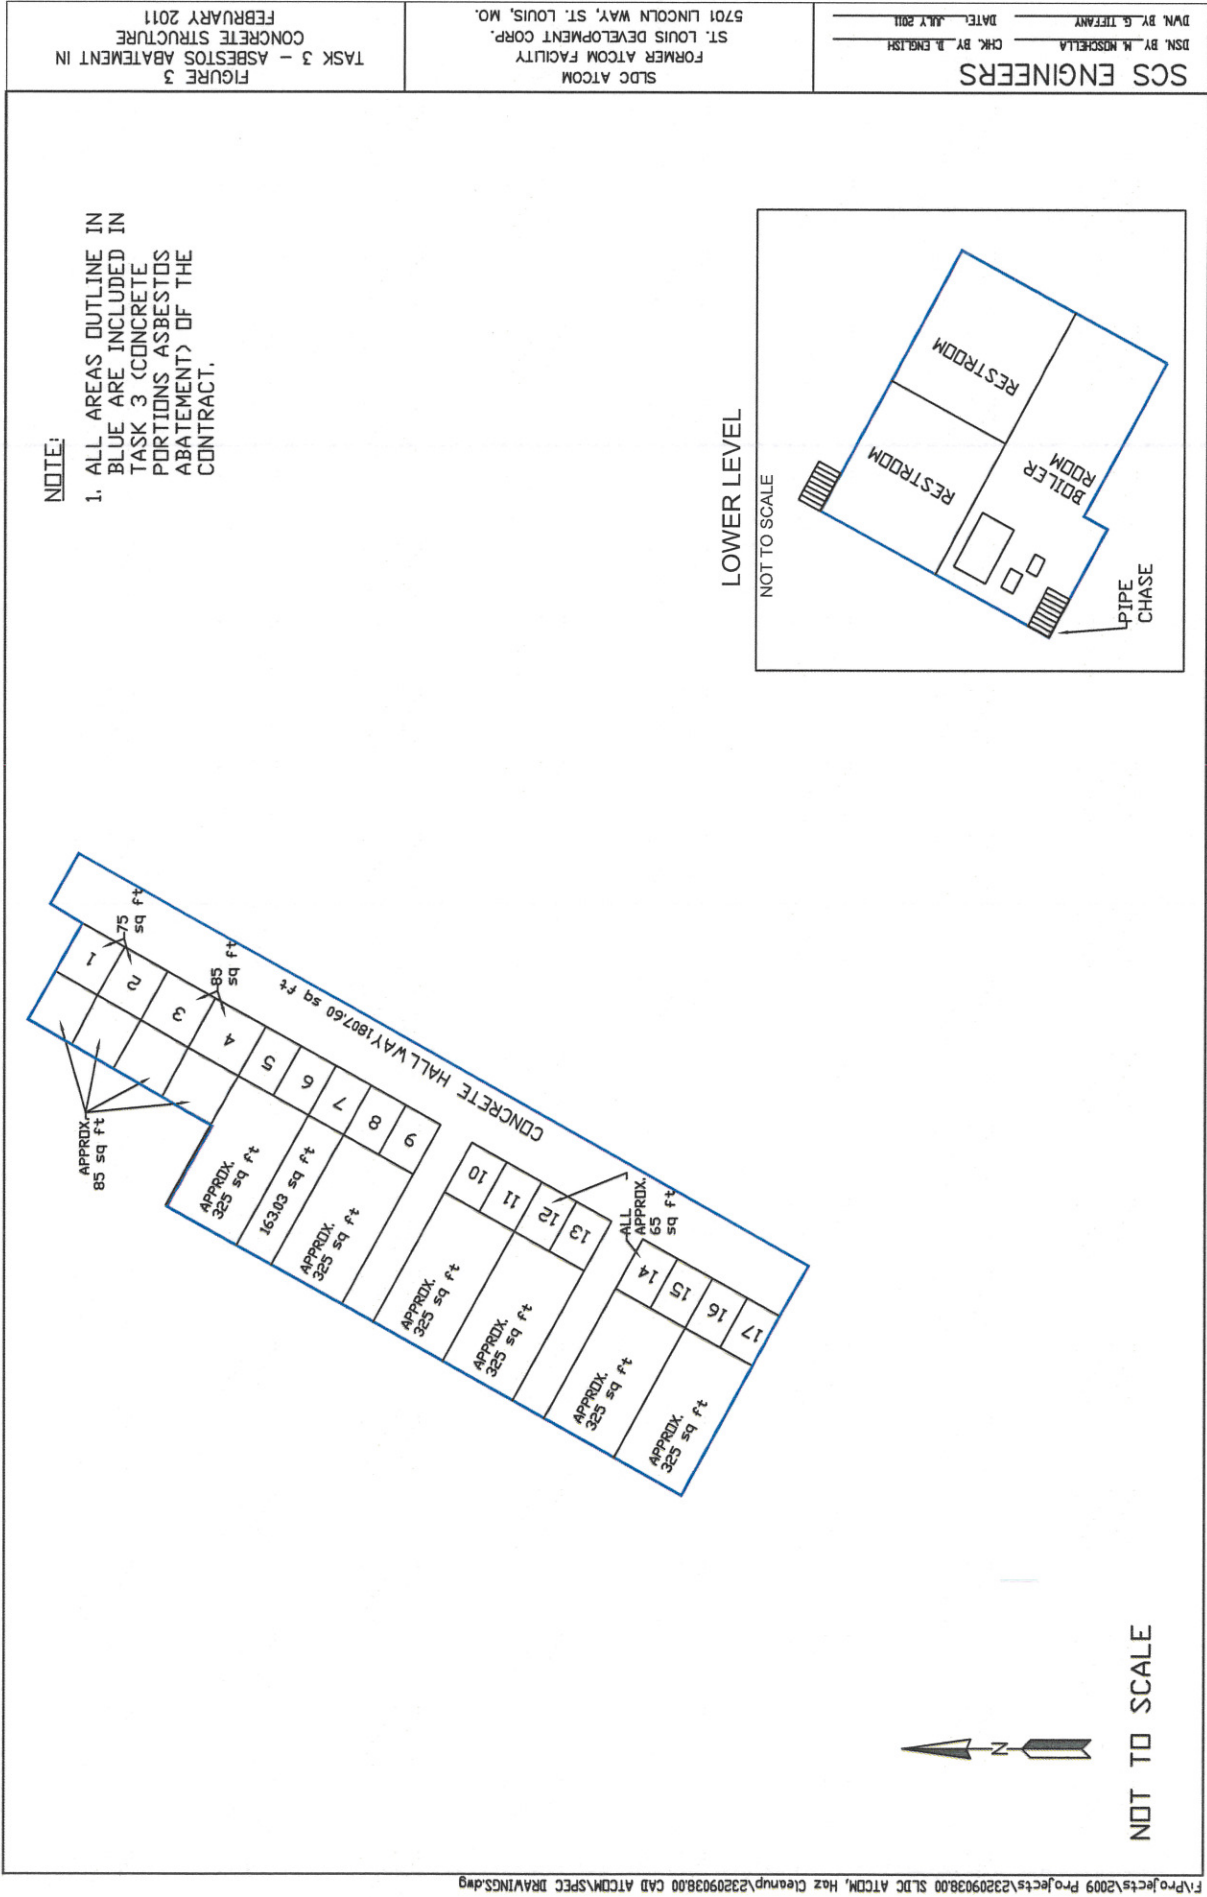 FIGURE 3
TASK 3 - ASBESTOS ABATEMENT IN
CONCRETE STRUCTURE
FEBRUARY 2011
SLDC ATCOM
FORMER ATCOM FACILITY
ST. LOUIS DEVELOPMENT CORP.
5701 LINCOLN WAY, ST. LOUIS, MO.
SCS ENGINEERS
DSN. BY M. MOSCHELLA
CHK. BY B. ENGLISH
DWN. BY G. TIFFANY
DATE: JULY 2011
NOTE:
1. ALL AREAS OUTLINE IN
BLUE ARE INCLUDED IN
TASK 3 (CONCRETE
PORTIONS ASBESTOS
ABATEMENT) OF THE
CONTRACT.
1
2
3
4
5
6
7
8
9
10
11
12
13
14
15
16
17
75
sq ft
85
sq ft
APPROX.
85 sq ft
CONCRETE HALLWAY1807.60 sq ft
APPROX.
325 sq ft
163.03 sq ft
APPROX.
325 sq ft
APPROX.
325 sq ft
APPROX.
325 sq ft
ALL
APPROX.
65
sq ft
APPROX.
325 sq ft
APPROX.
325 sq ft
LOWER LEVEL
NOT TO SCALE
RESTROOM
RESTROOM
BOILER
ROOM
PIPE
CHASE
N
NOT TO SCALE
F:\Projects\2009 Projects\2320903&.00 SLDC ATCOM, Haz Cleanup\23209038.00 CAD ATCOM\SPEC DRAWINGS.dwg